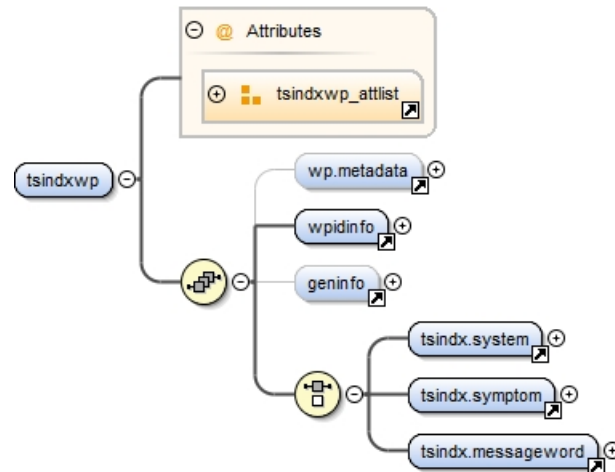 @ Attributes
tsindxwp_attlist
tsindxwp
wp.metadata
wpidinfo
geninfo
tsindx.system
tsindx.symptom
tsindx.messageword